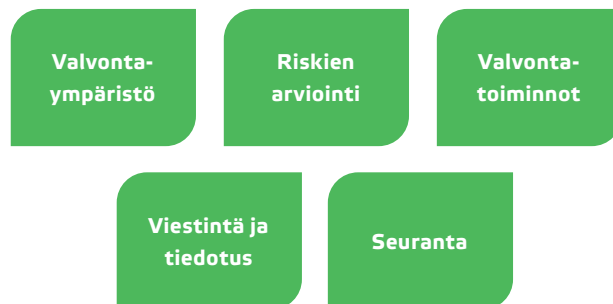 Valvonta-
ympäristö
Riskien
arviointi
Valvonta-
toiminnot
Viestintä ja
tiedotus
Seuranta